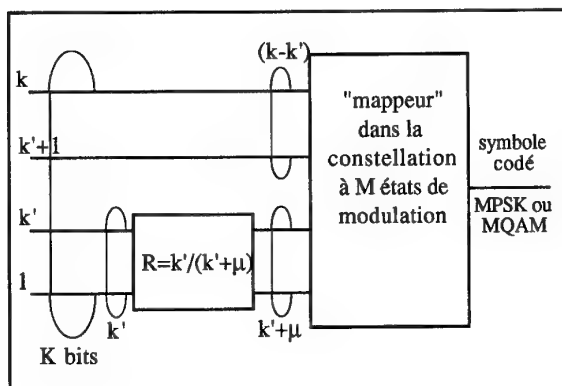 k
k'+1
k'
1
K bits
k'
R=k'/(k'+μ)
(k-k')
k'+μ
"mappeur"
dans la
constellation
à M états de
modulation
symbole
codé
MPSK ou
MQAM